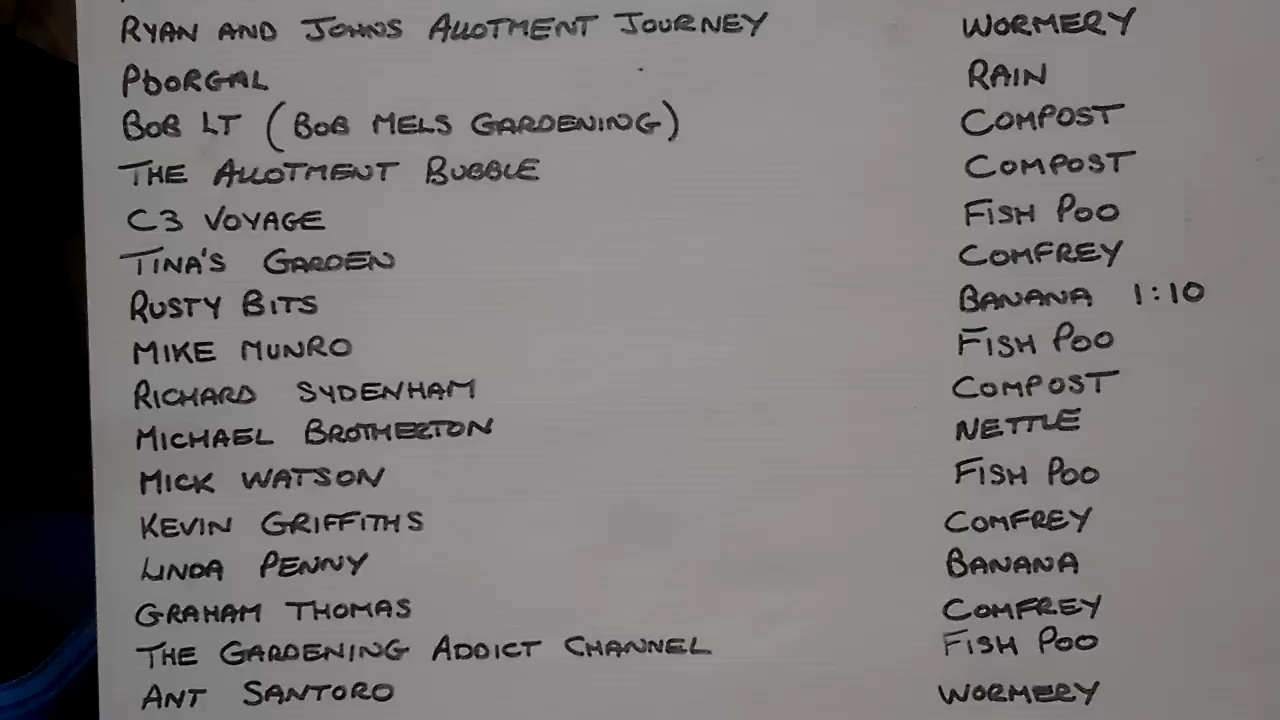 RYAN AND JOHNS ALLOTMENT JOURNEY WORMERY
POORGAL RAIN
BOB LT (BOB MELS GARDENING) COMPOST
THE ALLOTMENT BUBBLE COMPOST
C3 VOYAGE FISH POO
TINA'S GARDEN COMFREY
RUSTY BITS BANANA 1:10
MIKE MUNRO FISH POO
RICHARD SYDENHAM COMPOST
MICHAEL BROTHERTON NETTLE
MICK WATSON FISH POO
KEVIN GRIFFITHS COMFREY
LINDA PENNY BANANA
GRAHAM THOMAS COMFREY
THE GARDENING ADDICT CHANNEL FISH POO
ANT SANTORO WORMERY